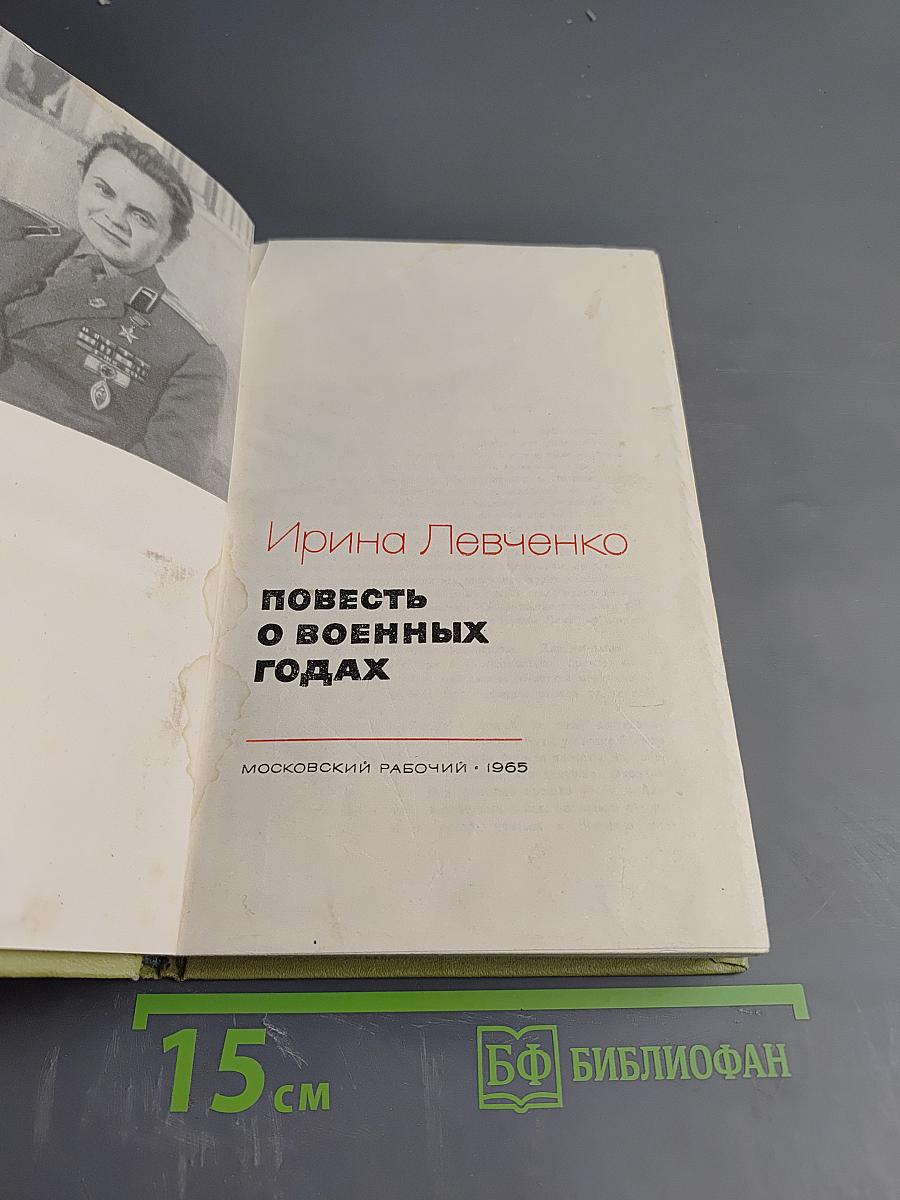 Ирина Левченко
ПОВЕСТЬ
О ВОЕННЫХ
ГОДАХ
МОСКОВСКИЙ РАБОЧИЙ • 1965
15 СМ
БФ БИБЛИОФАН